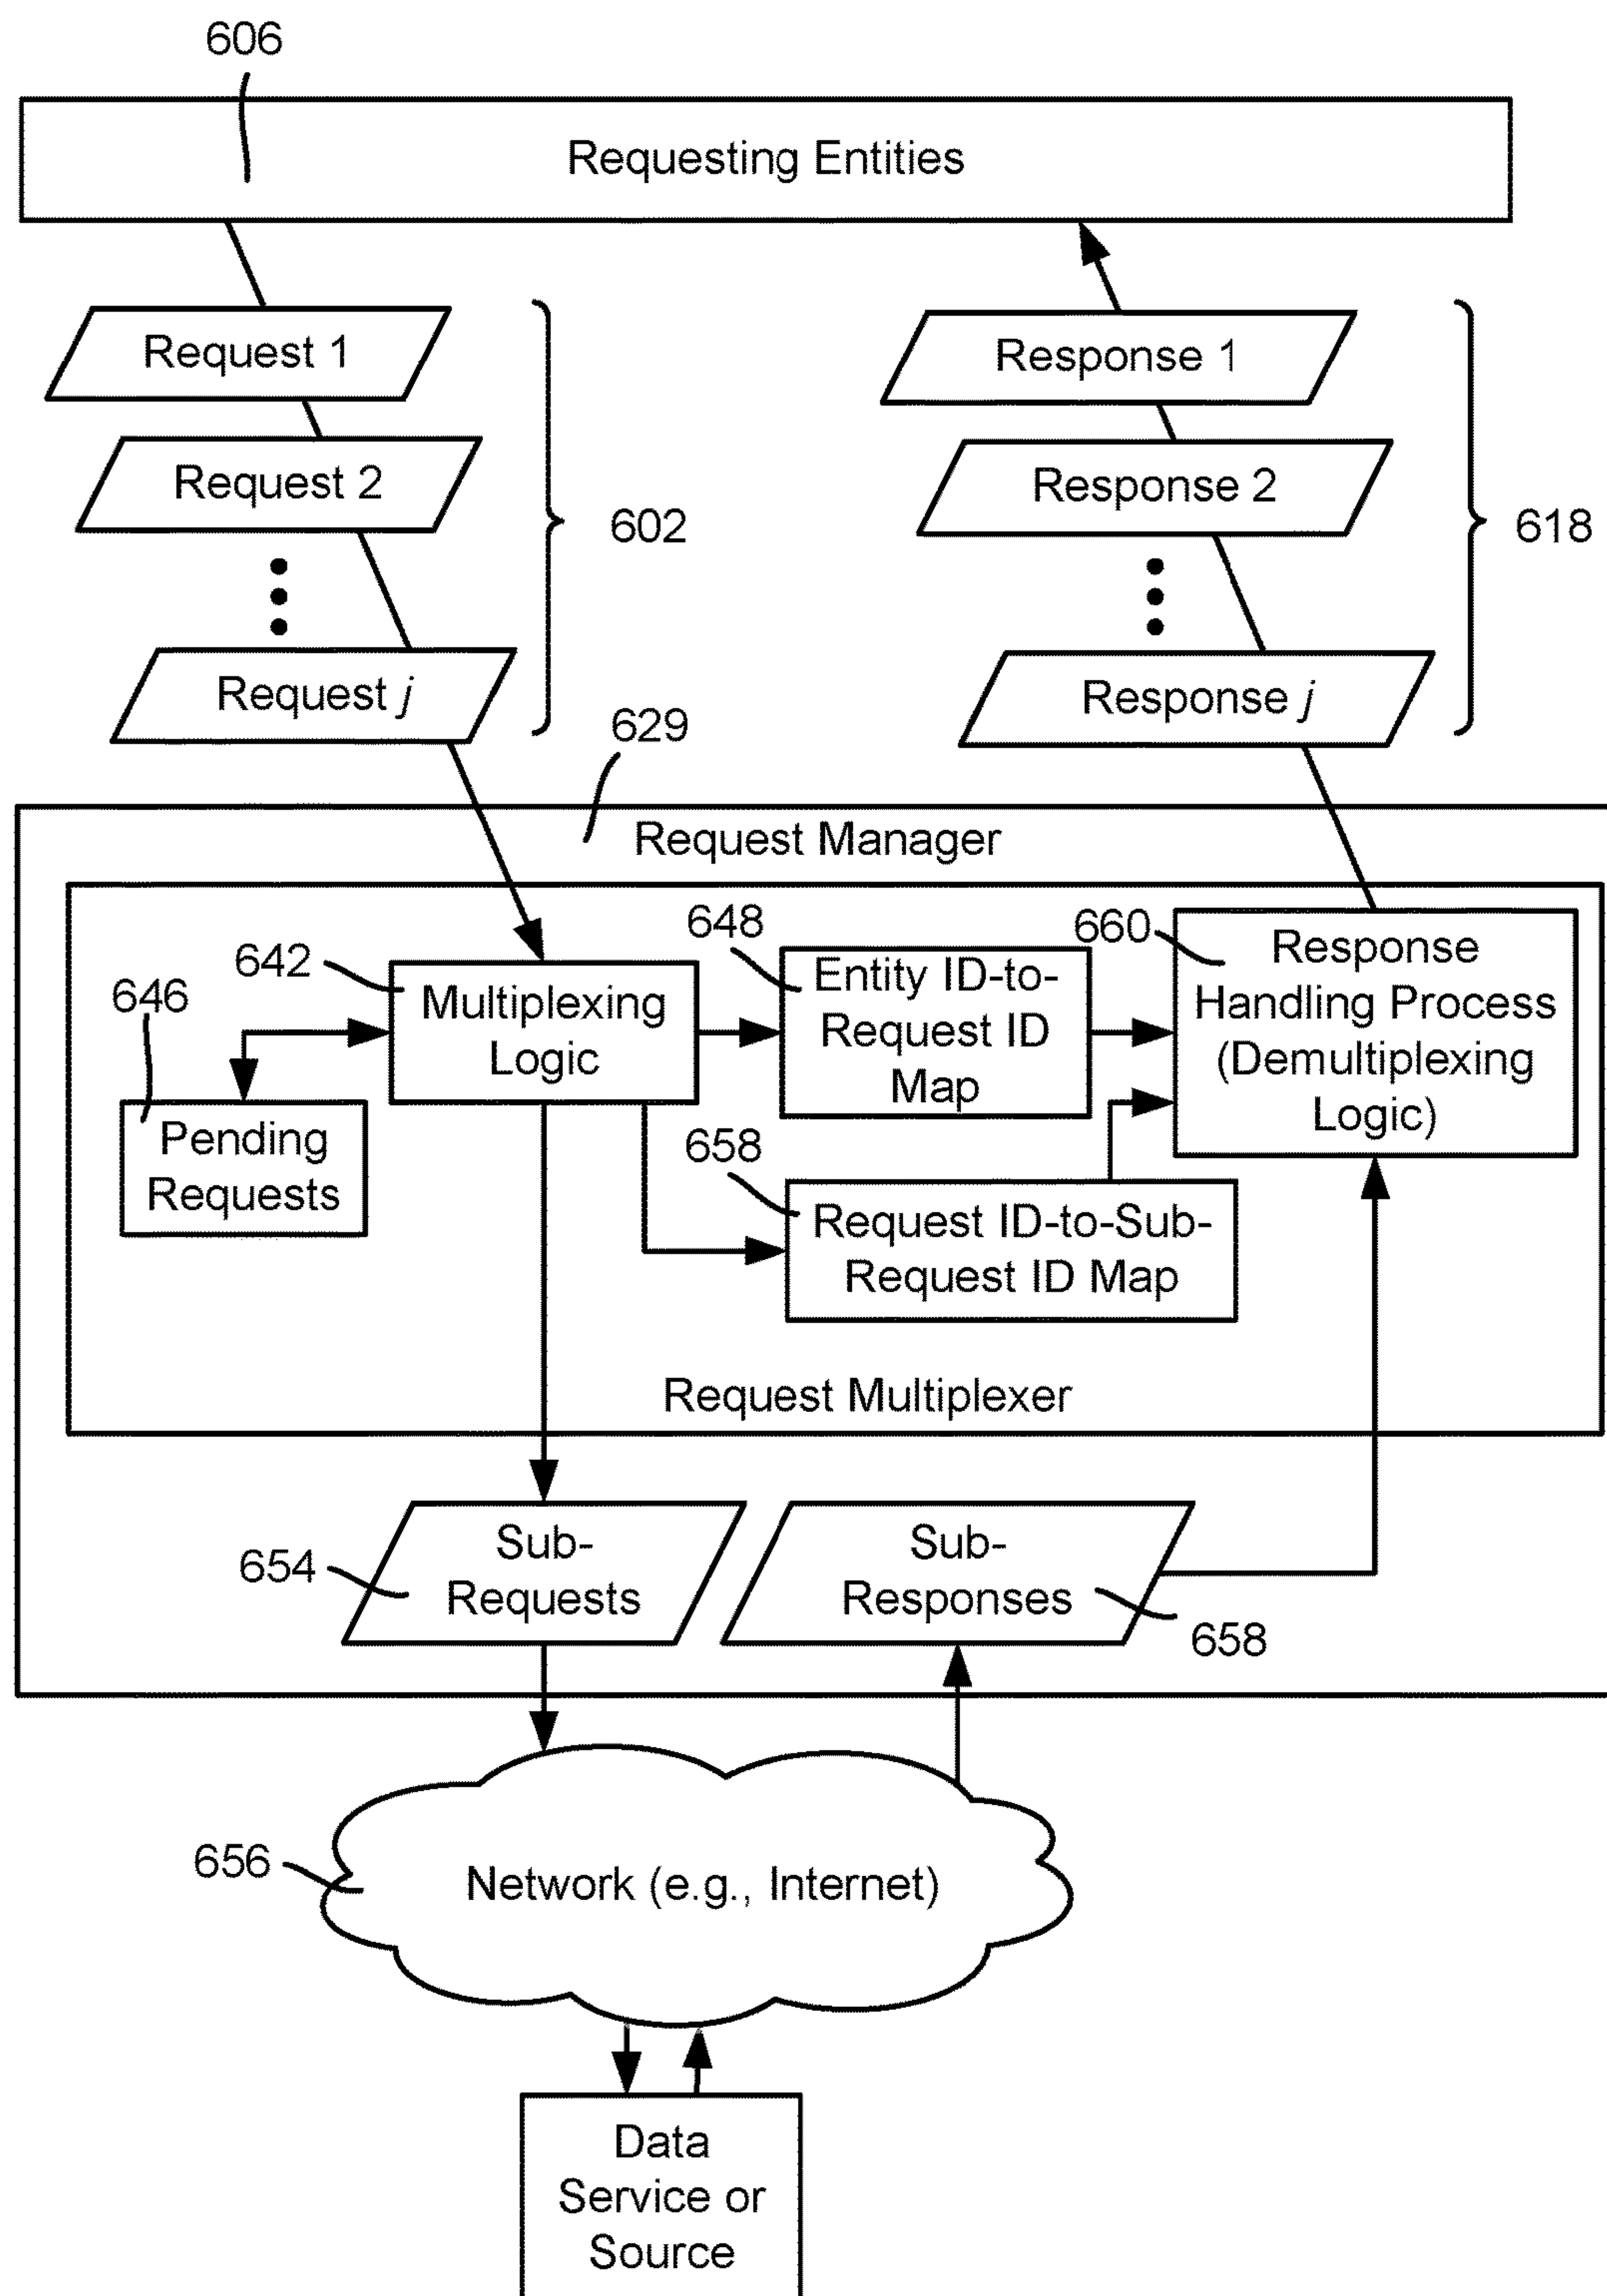 606
Requesting Entities
Request 1
Response 1
Request 2
Response 2
602
618
Request j
Response j
629
Request Manager
648
660
Response
Handling Process
(Demultiplexing
Logic)
642
646
Multiplexing
Logic
Entity ID-to-
Request ID
Map
Pending
Requests
658
Request ID-to-Sub-
Request ID Map
Request Multiplexer
654
Sub-
Requests
Sub-
Responses
658
656
Network (e.g., Internet)
Data
Service or
Source